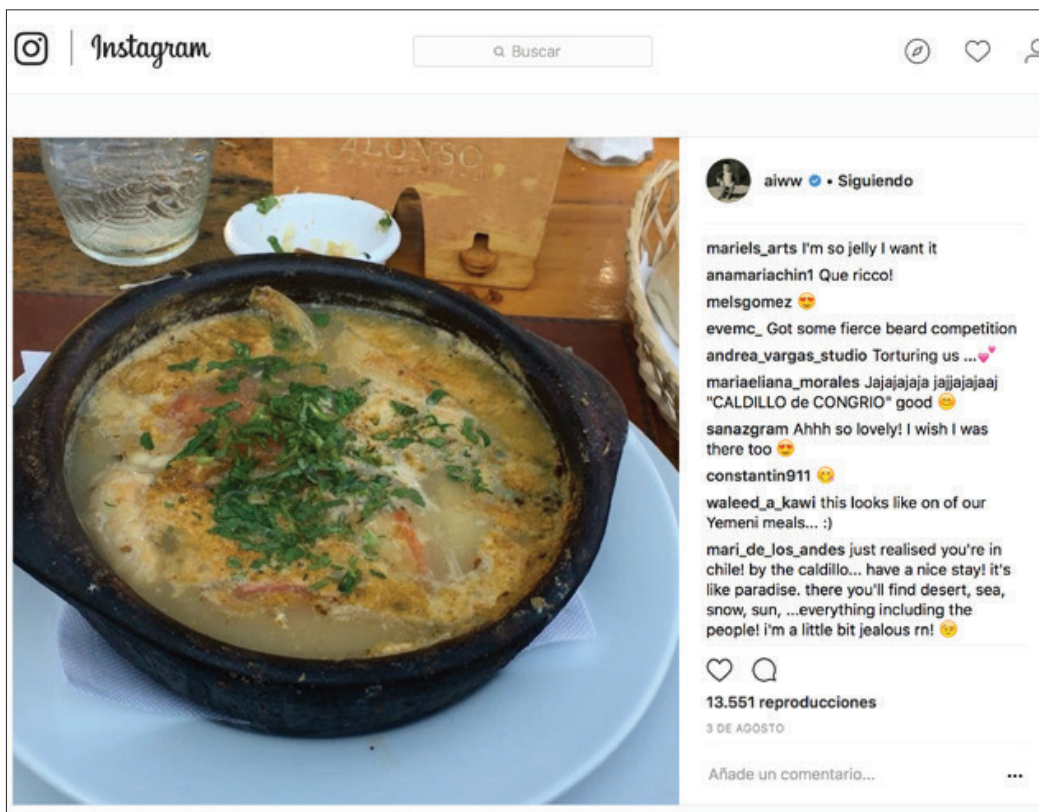 Instagram
Buscar
ALONSO
aiww • Siguiendo
mariels_arts I'm so jelly I want it
anamariachin1 Que ricco!
melsgomez 😍
evemc_ Got some fierce beard competition
andrea_vargas_studio Torturing us ...💕
mariaeliana_morales Jajajajaja jajjajajaaj
"CALDILLO de CONGRIO" good 😊
sanazgram Ahhh so lovely! I wish I was
there too 😍
constantin911 😋
waleed_a_kawi this looks like on of our
Yemeni meals... :)
mari_de_los_andes just realised you're in
chile! by the caldillo... have a nice stay! it's
like paradise. there you'll find desert, sea,
snow, sun, ...everything including the
people! i'm a little bit jealous rn! 😢
13.551 reproducciones
3 DE AGOSTO
Añade un comentario...